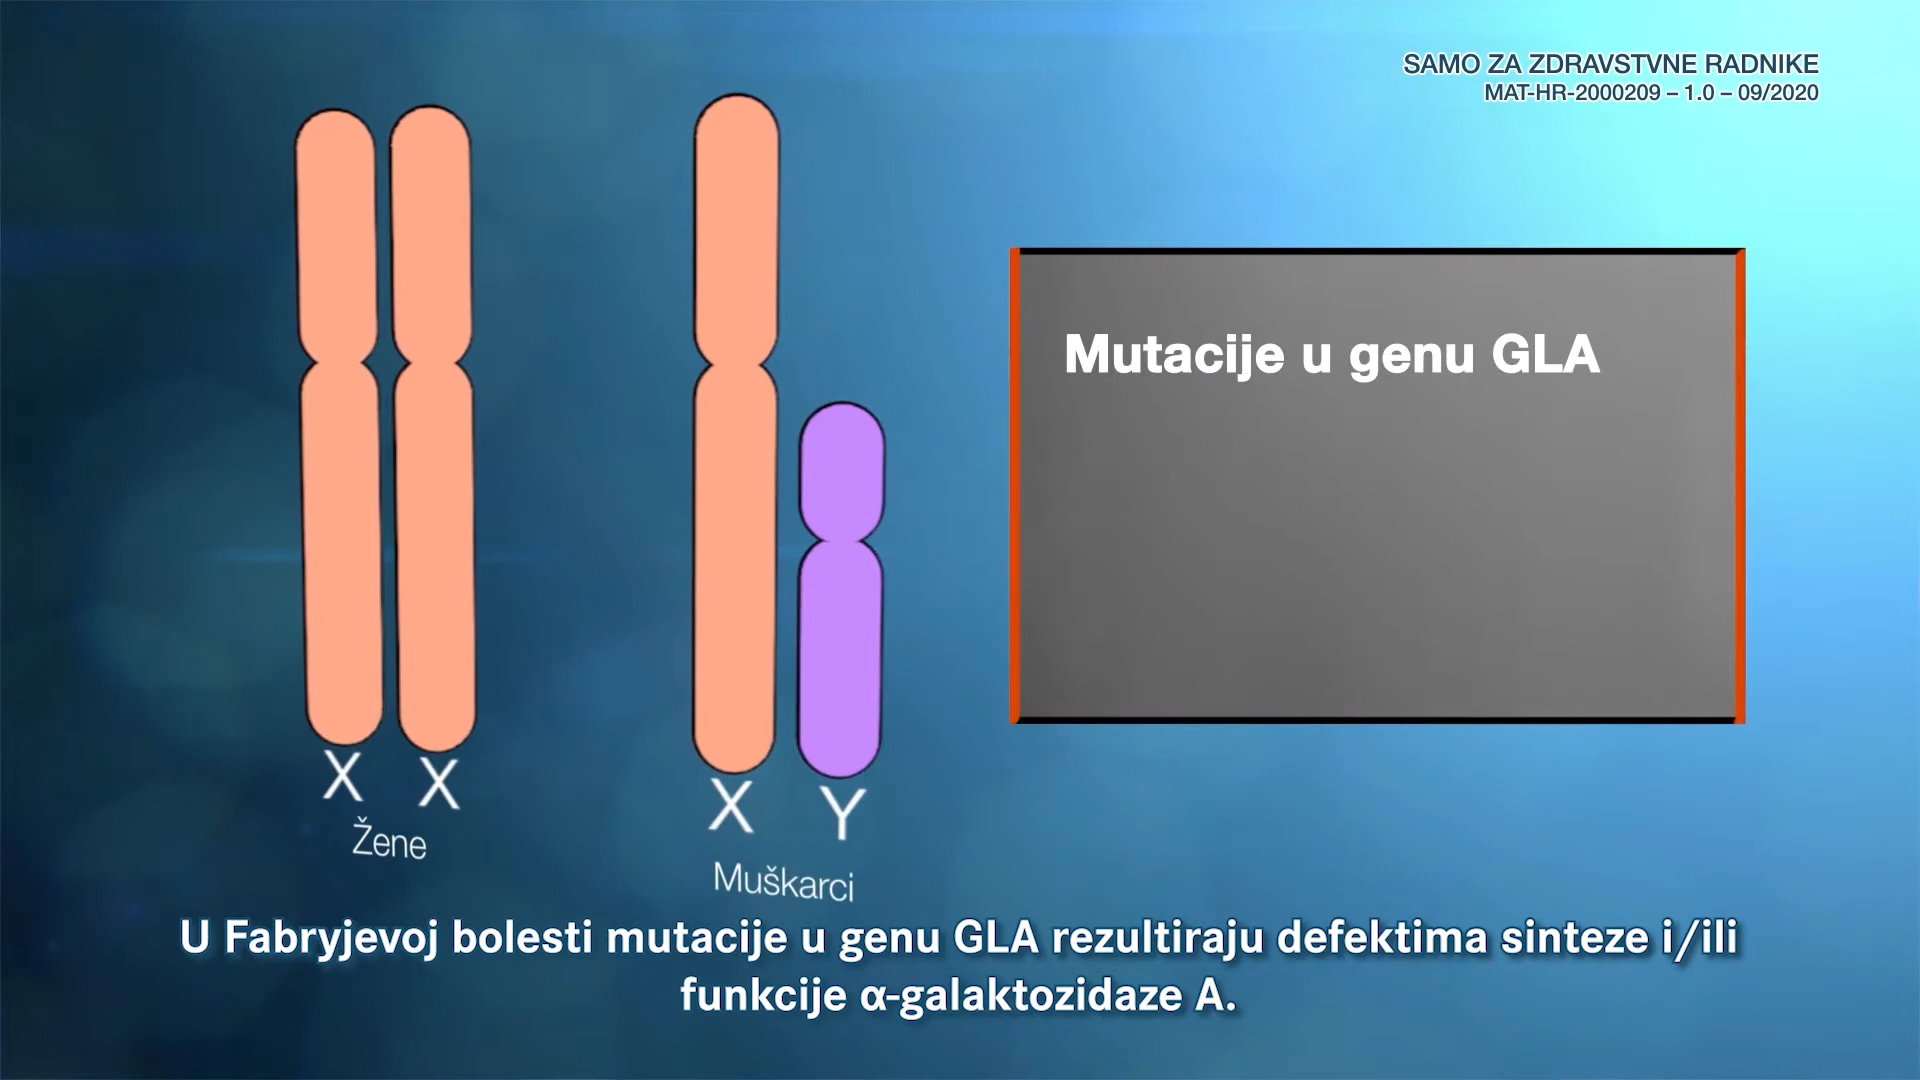 SAMO ZA ZDRAVSTVNE RADNIKE
MAT-HR-2000209 – 1.0 – 09/2020
Mutacije u genu GLA
X X
Žene
X Y
Muškarci
U Fabryjevoj bolesti mutacije u genu GLA rezultiraju defektima sinteze i/ili
funkcije α-galaktozidaze A.